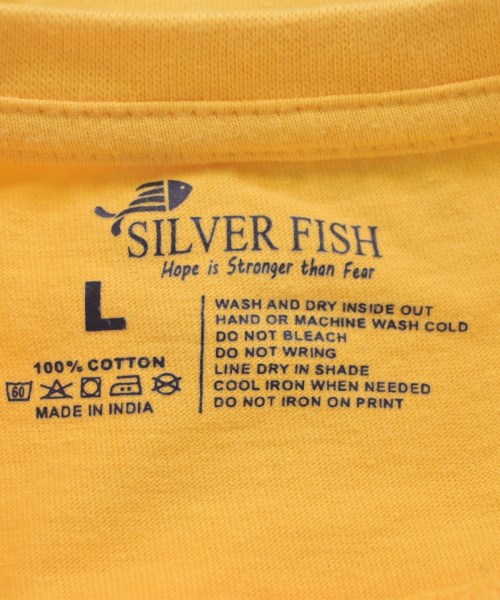 SILVER FISH
Hope is Stronger than Fear
L
100% COTTON
60
MADE IN INDIA
WASH AND DRY INSIDE OUT
HAND OR MACHINE WASH COLD
DO NOT BLEACH
DO NOT WRING
LINE DRY IN SHADE
COOL IRON WHEN NEEDED
DO NOT IRON ON PRINT